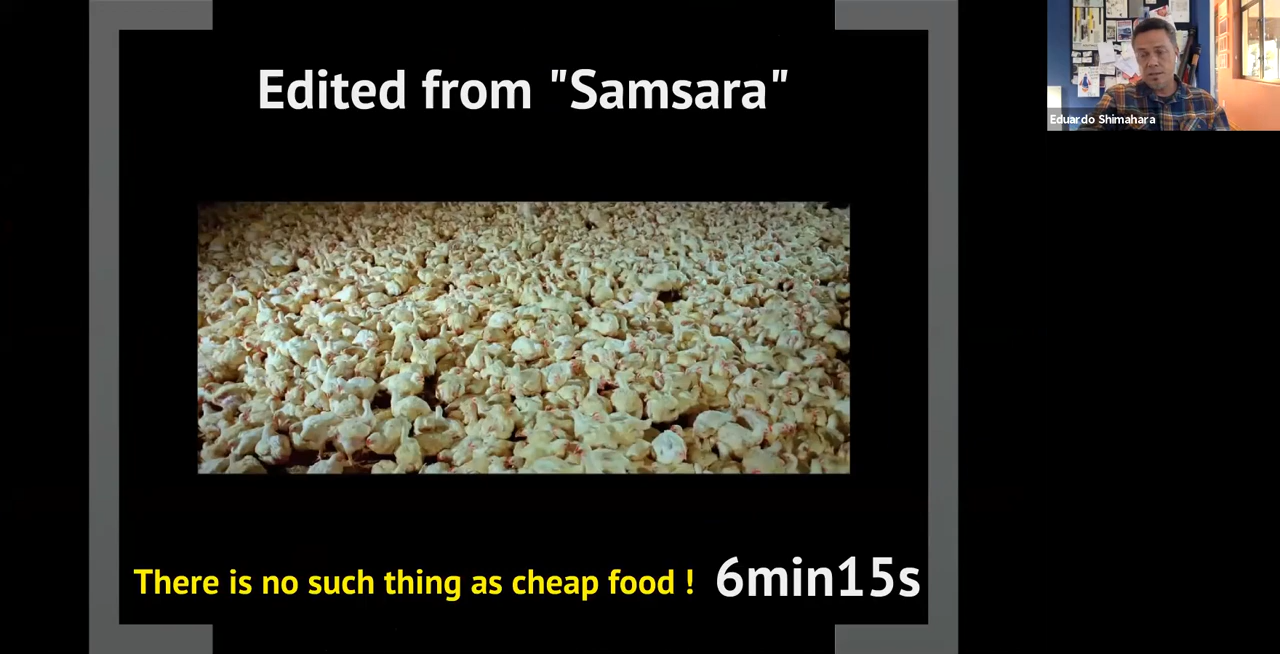 Edited from "Samsara"
Eduardo Shimahara
There is no such thing as cheap food ! 6min15s